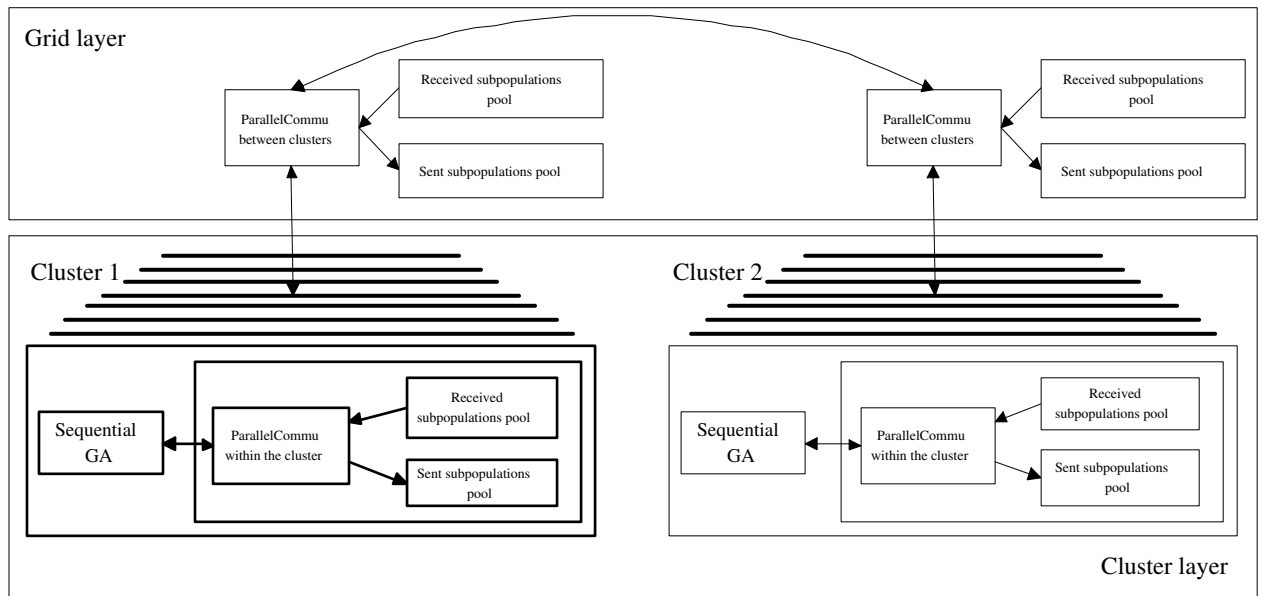 Grid layer
Received subpopulations
pool
ParallelCommu
between clusters
Sent subpopulations pool
Received subpopulations
pool
ParallelCommu
between clusters
Sent subpopulations pool
Cluster 1
Sequential
GA
ParallelCommu
within the cluster
Received
subpopulations pool
Sent subpopulations
pool
Cluster 2
Sequential
GA
ParallelCommu
within the cluster
Received
subpopulations pool
Sent subpopulations
pool
Cluster layer